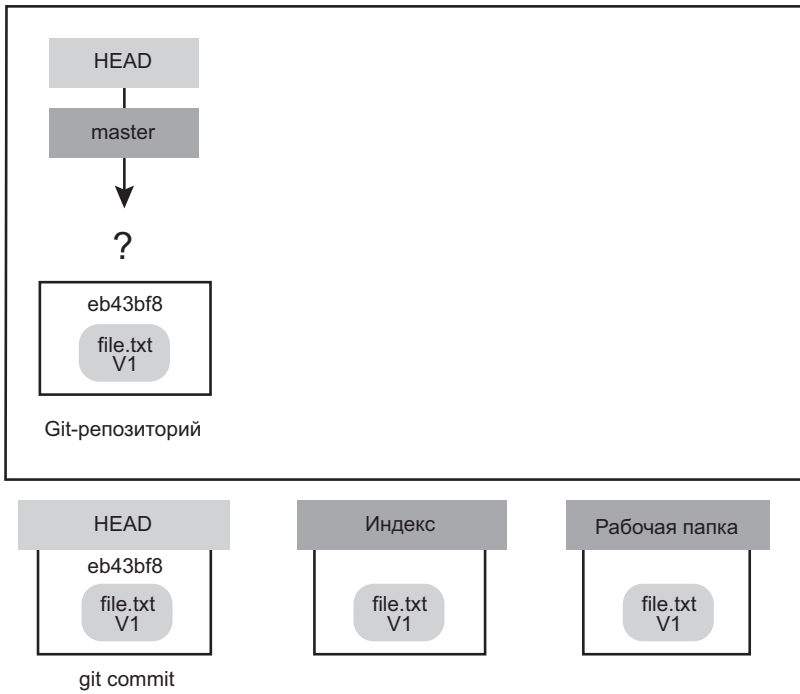 HEAD
master
?
eb43bf8
file.txt
V1
Git-репозиторий
HEAD
Индекс
Рабочая папка
eb43bf8
file.txt
V1
file.txt
V1
file.txt
V1
git commit